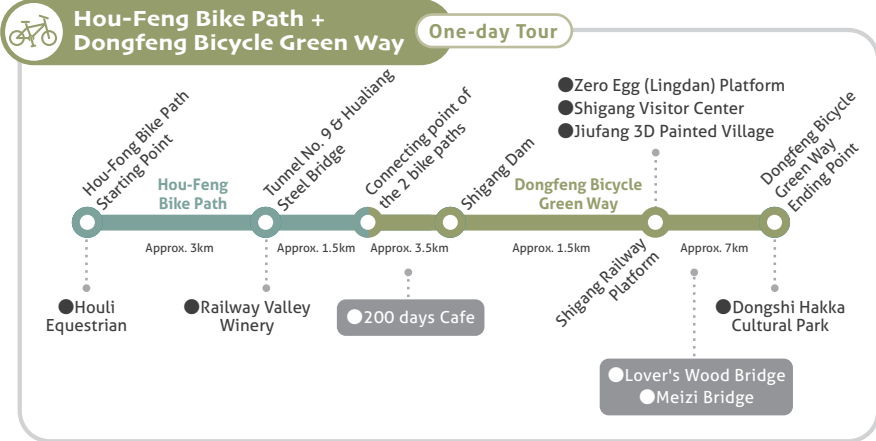 Hou-Feng Bike Path +
Dongfeng Bicycle Green Way
One-day Tour
Hou-Fong Bike Path
Starting Point
Tunnel No. 9 & Hualiang
Steel Bridge
Connecting point of
the 2 bike paths
Shigang Dam
●Zero Egg (Lingdan) Platform
●Shigang Visitor Center
●Jiufang 3D Painted Village
Dongfeng Bicycle
Green Way
Ending Point
Hou-Feng
Bike Path
Dongfeng Bicycle
Green Way
Approx. 3km
Approx. 1.5km
Approx. 3.5km
Approx. 1.5km
Approx. 7km
Shigang Railway
Platform
●Houli
Equestrian
●Railway Valley
Winery
●200 days Cafe
●Dongshi Hakka
Cultural Park
●Lover's Wood Bridge
●Meizi Bridge